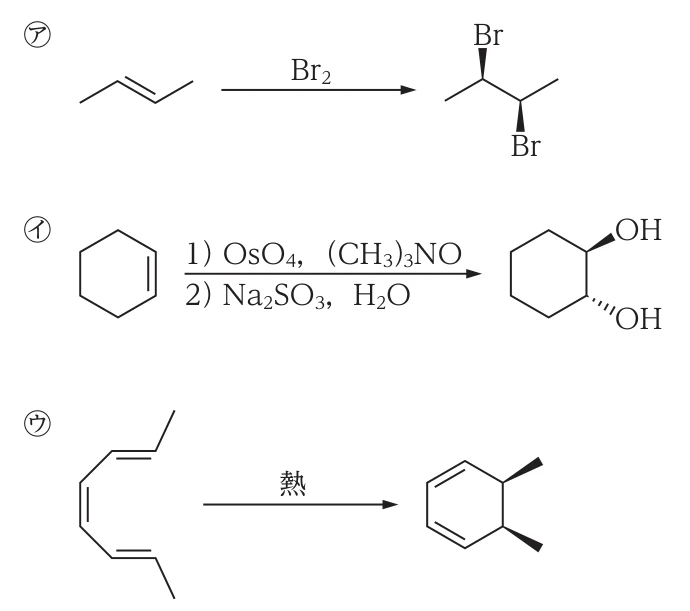 ㋐
Br₂
Br
Br
㋑
1) OsO₄, (CH₃)₃NO
2) Na₂SO₃, H₂O
OH
OH
㋒
熱